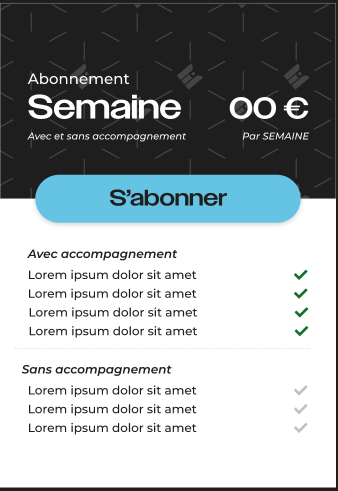 Abonnement
Semaine 00 €
Avec et sans accompagnement Par SEMAINE
S'abonner
Avec accompagnement
Lorem ipsum dolor sit amet
Lorem ipsum dolor sit amet
Lorem ipsum dolor sit amet
Lorem ipsum dolor sit amet
Sans accompagnement
Lorem ipsum dolor sit amet
Lorem ipsum dolor sit amet
Lorem ipsum dolor sit amet